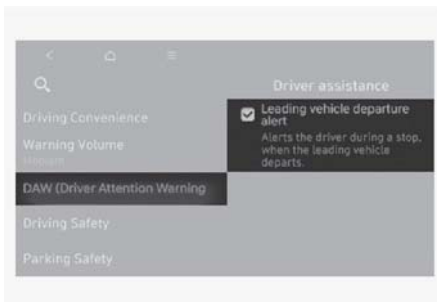 Driver assistance
Driving Convenience
Warning Volume
DAW (Driver Attention Warning
Driving Safety
Parking Safety
Leading vehicle departure
alert
Alerts the driver during a stop,
when the leading vehicle
departs.